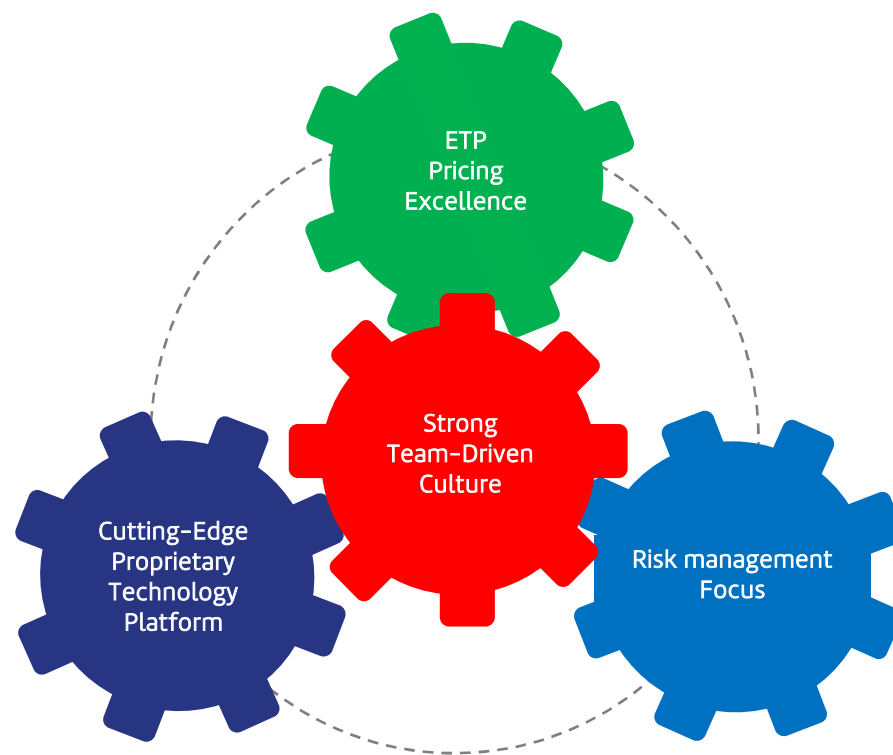 ETP
Pricing
Excellence
Strong
Team-Driven
Culture
Cutting-Edge
Proprietary
Technology
Platform
Risk management
Focus